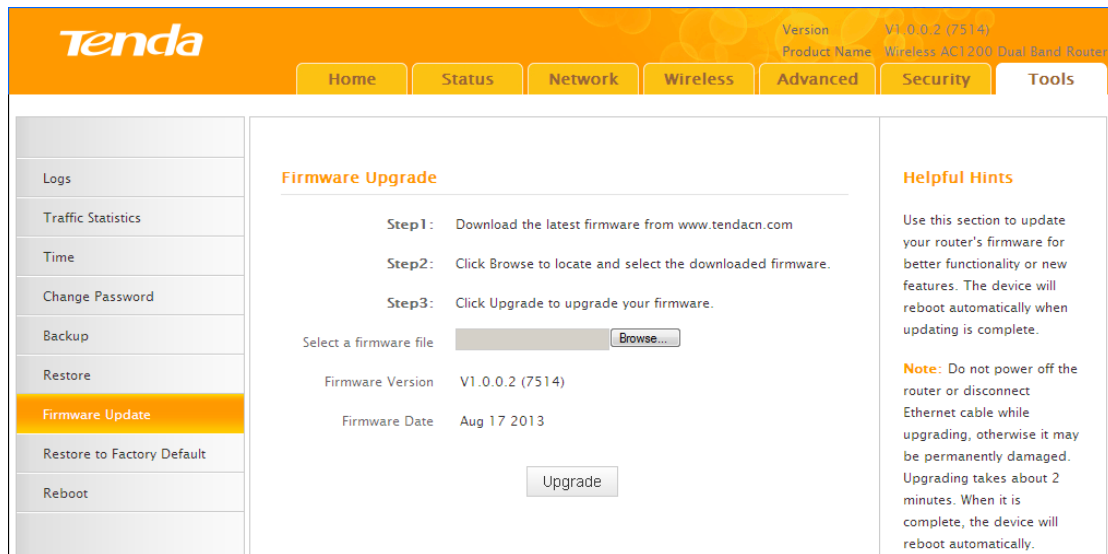 Tenda
Version V1.0.0.2 (7514)
Product Name Wireless AC1200 Dual Band Router
Home Status Network Wireless Advanced Security Tools
Logs
Traffic Statistics
Time
Change Password
Backup
Restore
Firmware Update
Restore to Factory Default
Reboot
Firmware Upgrade
Step1: Download the latest firmware from www.tendacn.com
Step2: Click Browse to locate and select the downloaded firmware.
Step3: Click Upgrade to upgrade your firmware.
Select a firmware file Browse...
Firmware Version V1.0.0.2 (7514)
Firmware Date Aug 17 2013
Upgrade
Helpful Hints
Use this section to update
your router's firmware for
better functionality or new
features. The device will
reboot automatically when
updating is complete.
Note: Do not power off the
router or disconnect
Ethernet cable while
upgrading, otherwise it may
be permanently damaged.
Upgrading takes about 2
minutes. When it is
complete, the device will
reboot automatically.